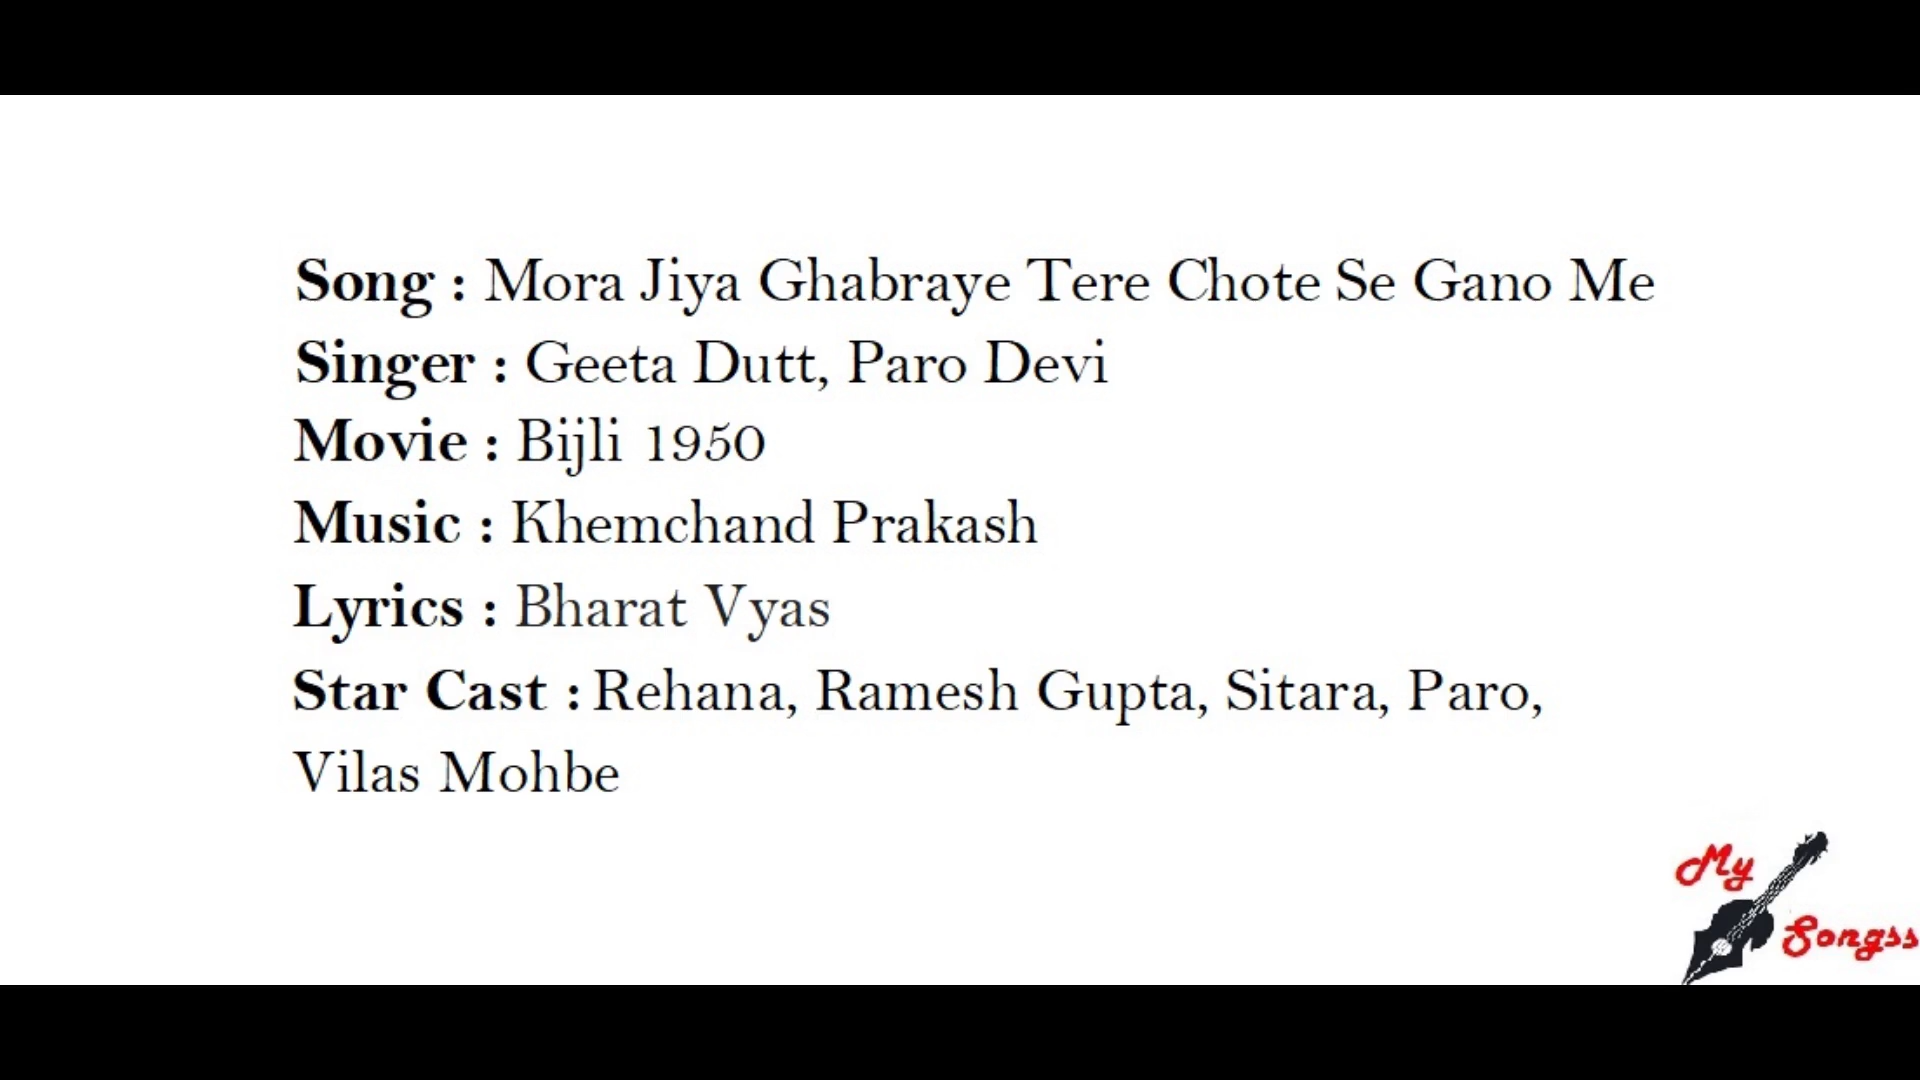 Song : Mora Jiya Ghabraye Tere Chote Se Gano Me
Singer : Geeta Dutt, Paro Devi
Movie : Bijli 1950
Music : Khemchand Prakash
Lyrics : Bharat Vyas
Star Cast : Rehana, Ramesh Gupta, Sitara, Paro,
Vilas Mohbe
My
Songss